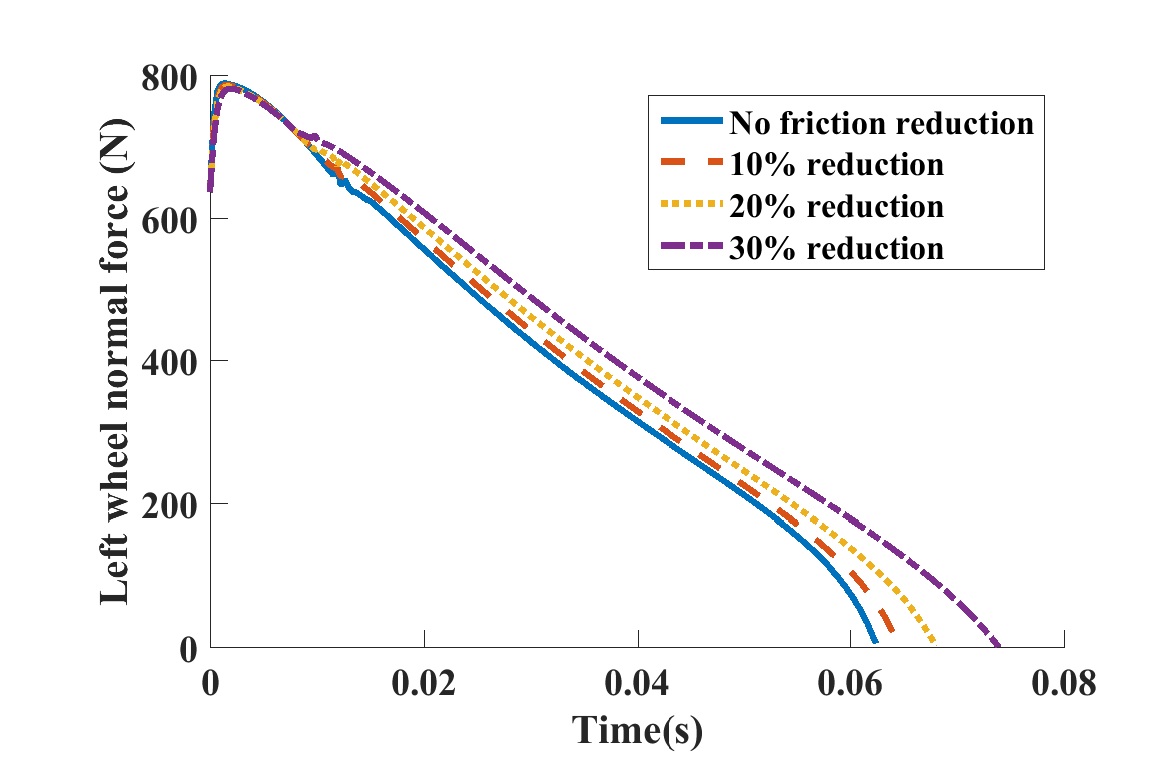 800
600
400
200
0
0
0.02
0.04
0.06
0.08
Left wheel normal force (N)
Time(s)
No friction reduction
10% reduction
20% reduction
30% reduction